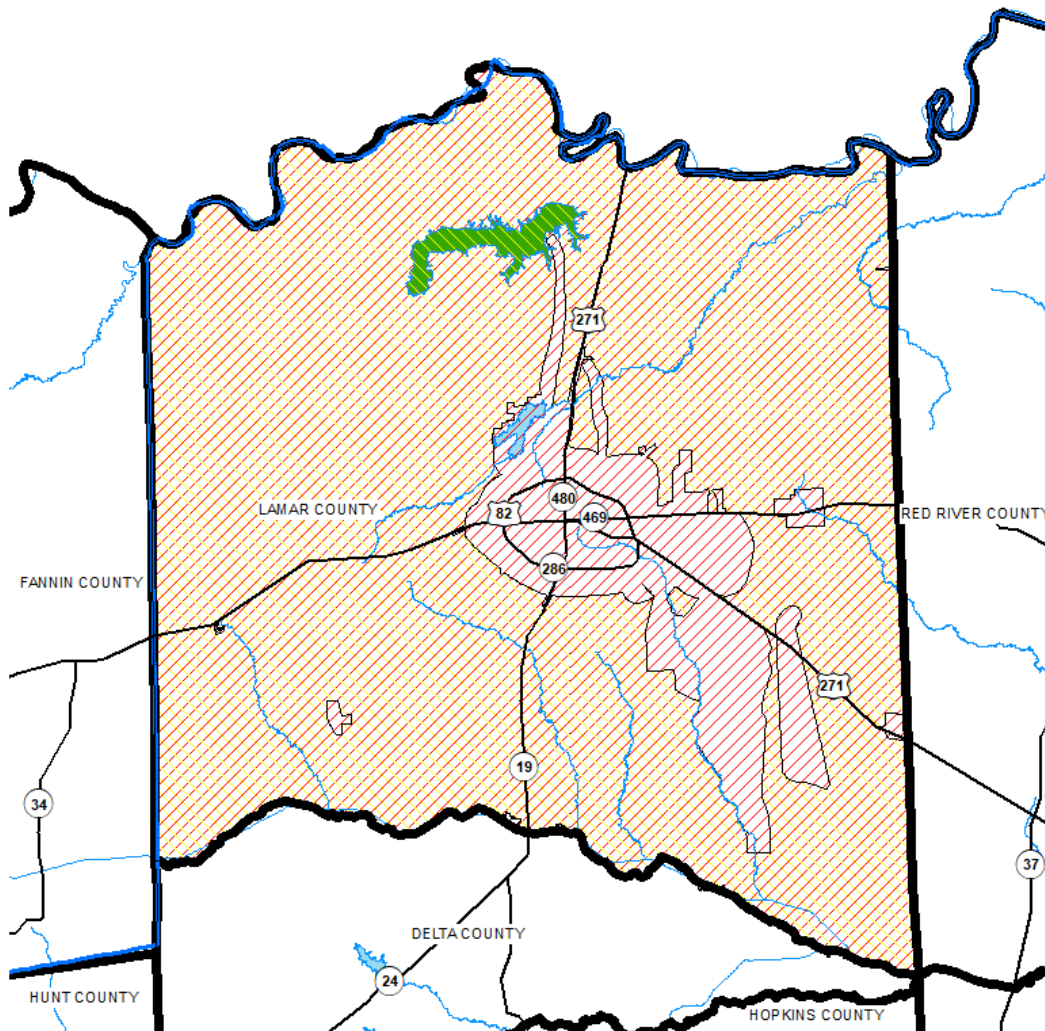 271
LAMAR COUNTY
480
82
469
RED RIVER COUNTY
286
FANNIN COUNTY
271
19
34
37
DELTA COUNTY
24
HUNT COUNTY
HOPKINS COUNTY